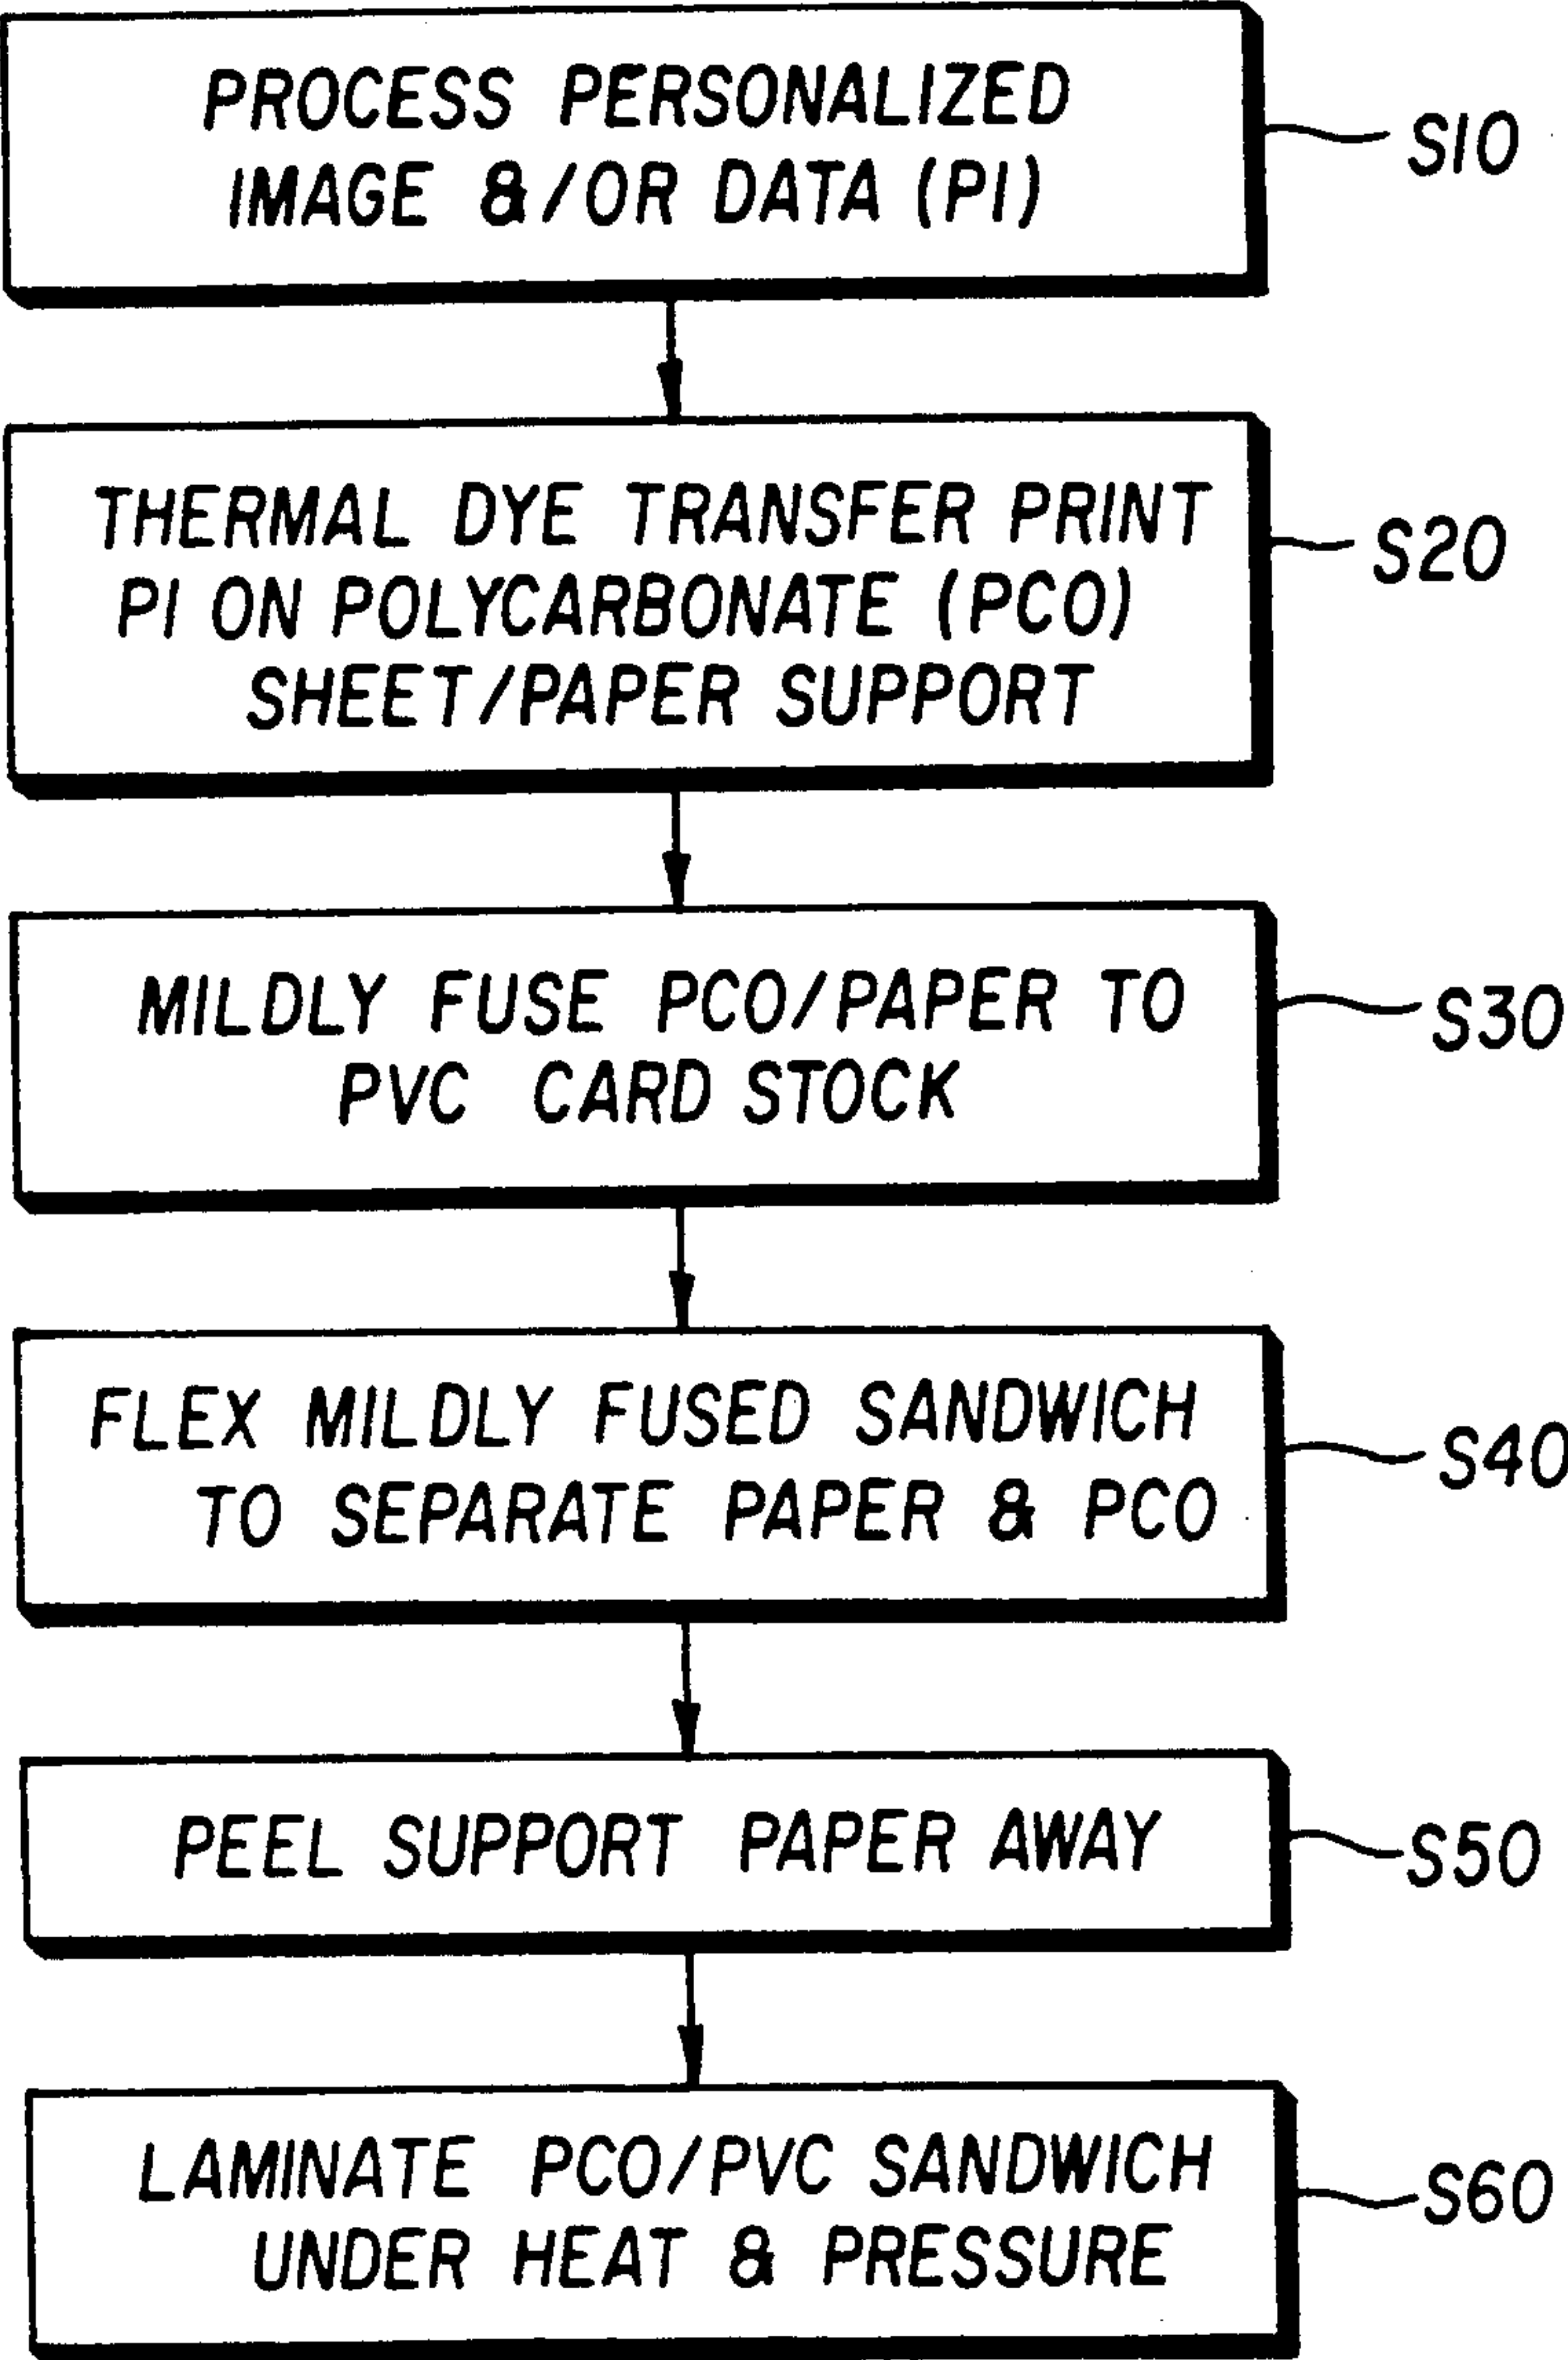 PROCESS PERSONALIZED
IMAGE &/OR DATA (PI)
S10
THERMAL DYE TRANSFER PRINT
PI ON POLYCARBONATE (PCO)
SHEET/PAPER SUPPORT
S20
MILDLY FUSE PCO/PAPER TO
PVC CARD STOCK
S30
FLEX MILDLY FUSED SANDWICH
TO SEPARATE PAPER & PCO
S40
PEEL SUPPORT PAPER AWAY
S50
LAMINATE PCO/PVC SANDWICH
UNDER HEAT & PRESSURE
S60